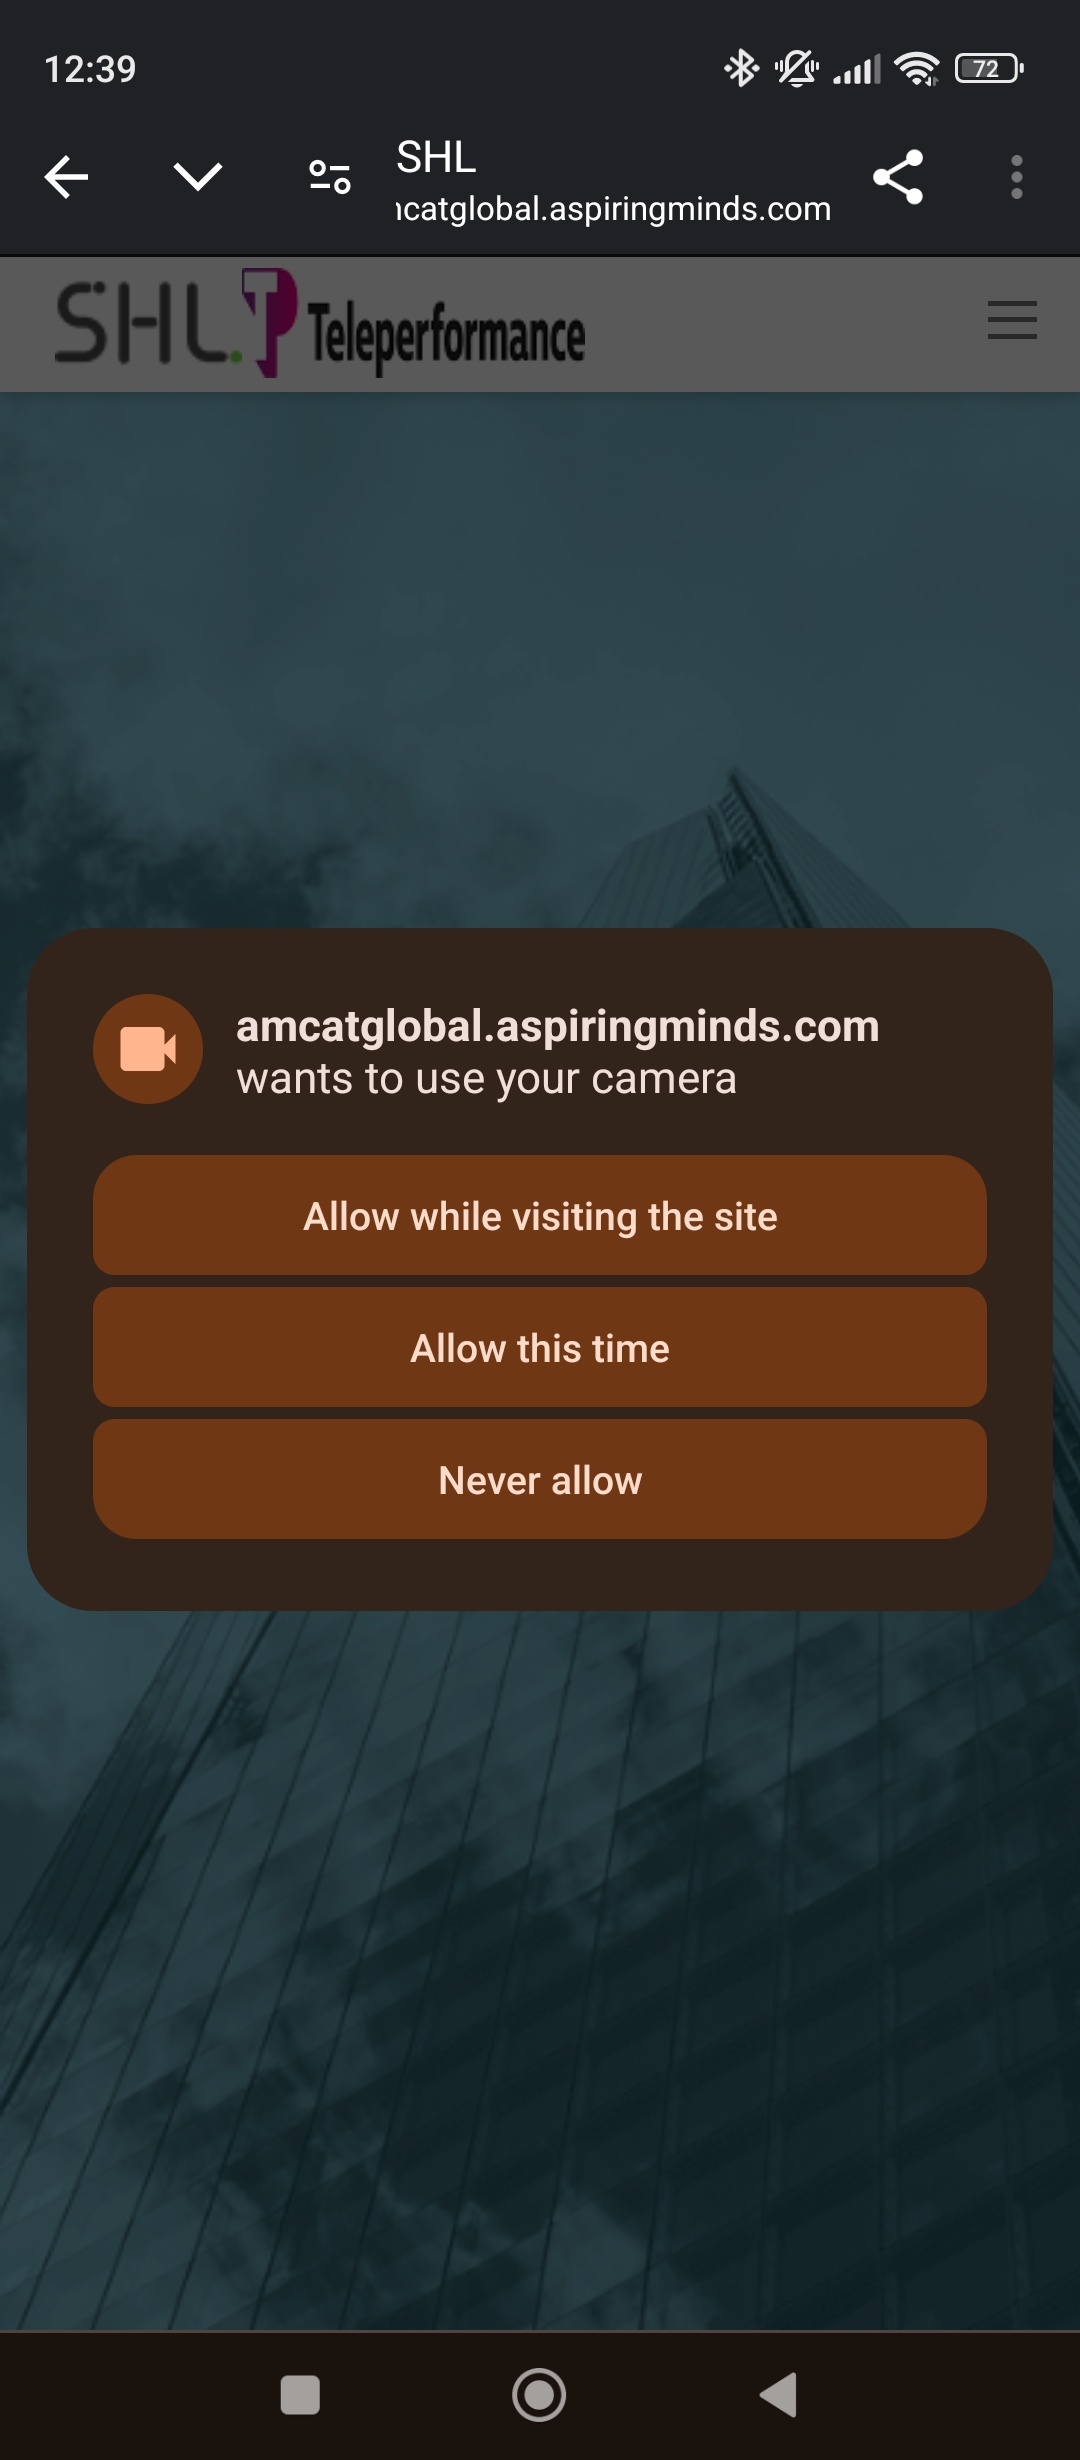 12:39
72
SHL
catglobal.aspiringminds.com
SHL. Teleperformance
amcatglobal.aspiringminds.com
wants to use your camera
Allow while visiting the site
Allow this time
Never allow